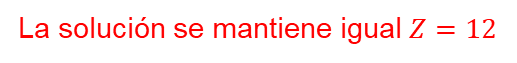 La solución se mantiene igual Z = 12